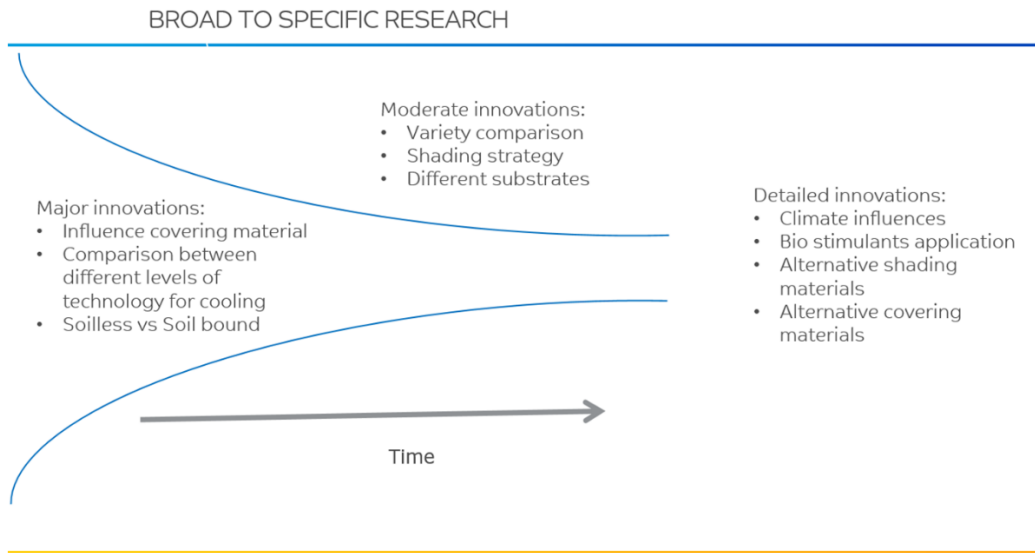 BROAD TO SPECIFIC RESEARCH
Major innovations:
• Influence covering material
• Comparison between
different levels of
technology for cooling
• Soilless vs Soil bound
Moderate innovations:
• Variety comparison
• Shading strategy
• Different substrates
Detailed innovations:
• Climate influences
• Bio stimulants application
• Alternative shading
materials
• Alternative covering
materials
Time